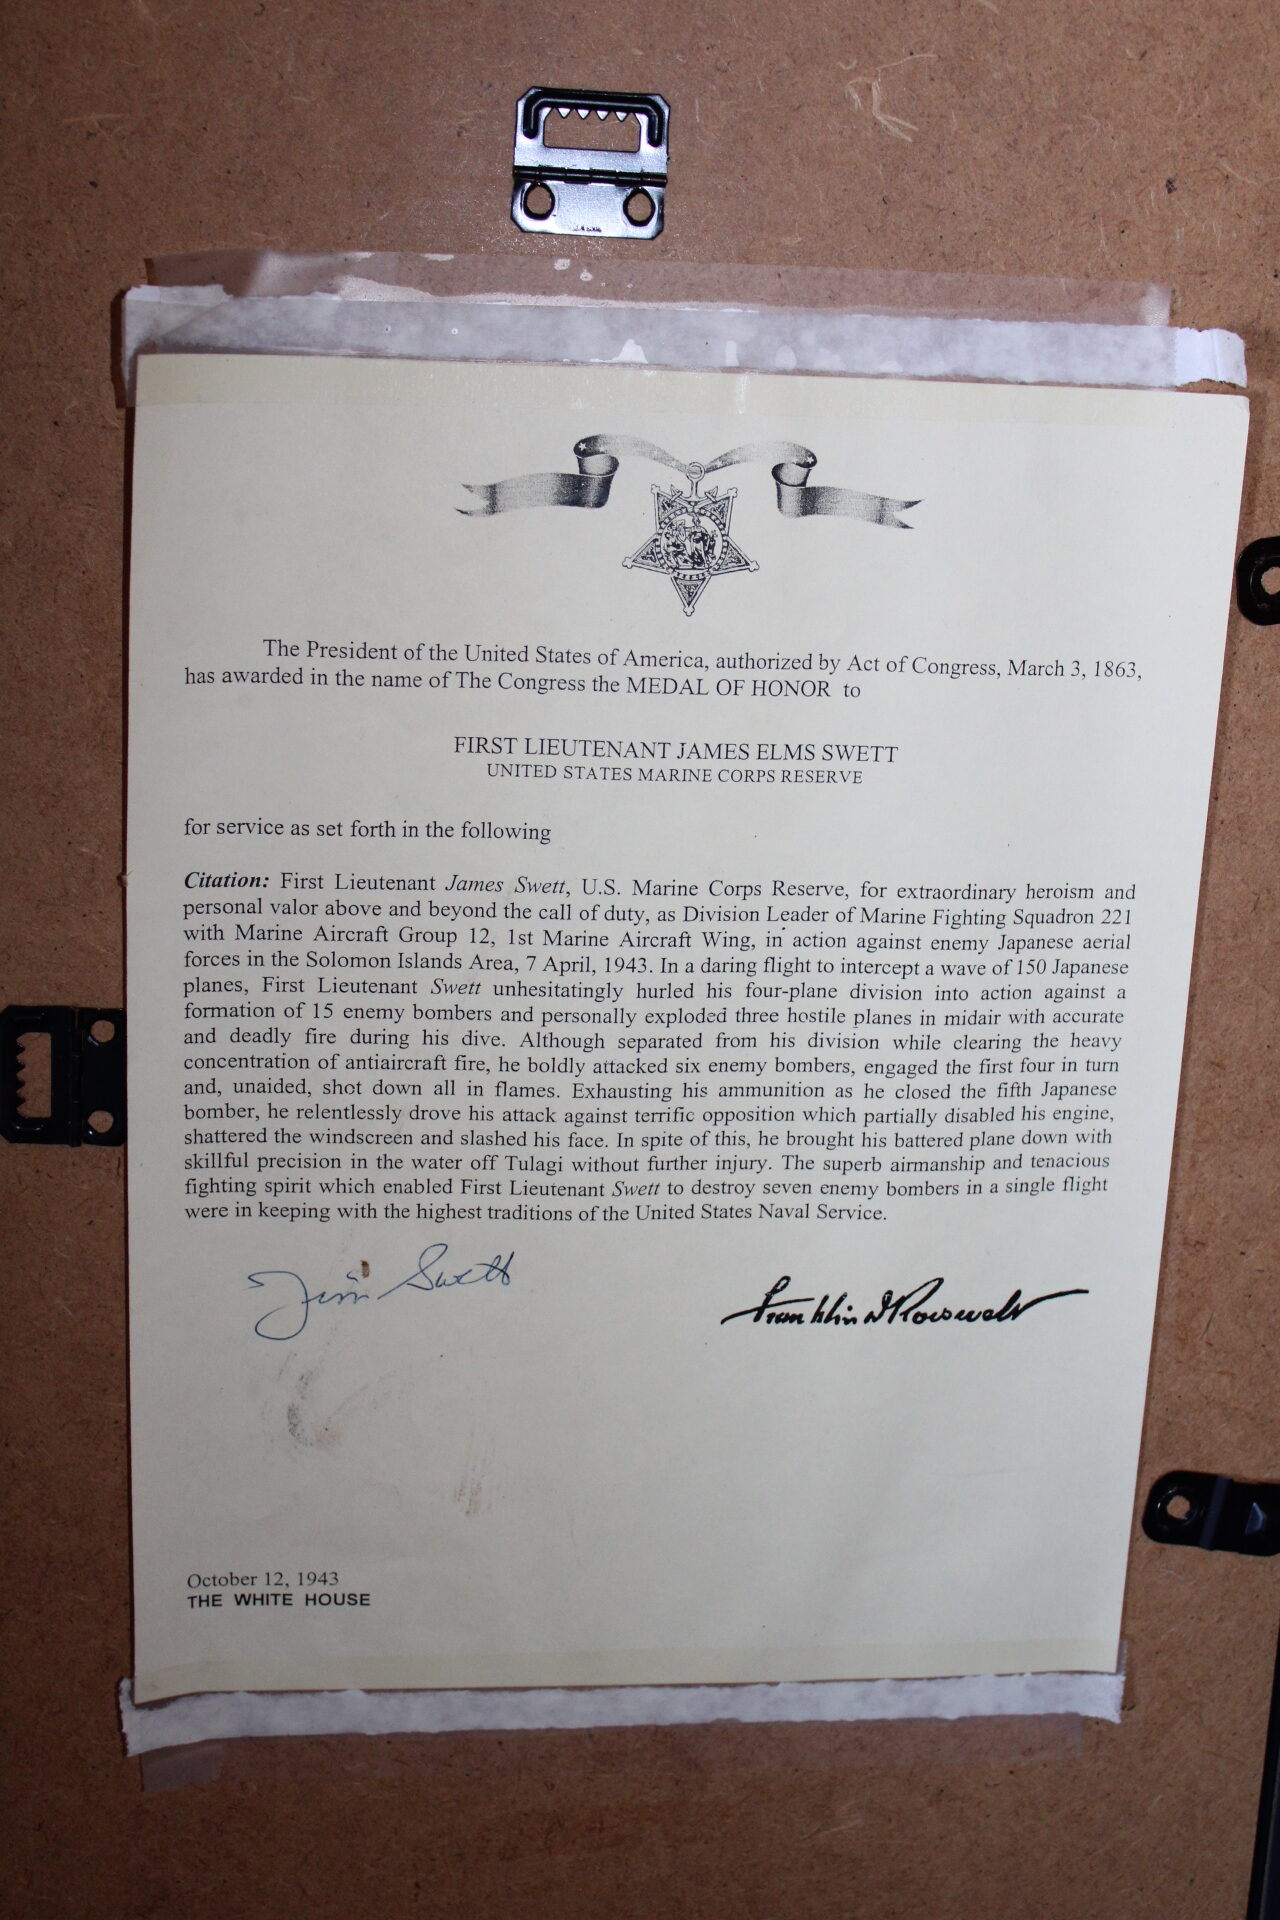 The President of the United States of America, authorized by Act of Congress, March 3, 1863,
has awarded in the name of The Congress the MEDAL OF HONOR to
FIRST LIEUTENANT JAMES ELMS SWETT
UNITED STATES MARINE CORPS RESERVE
for service as set forth in the following
Citation: First Lieutenant James Swett, U.S. Marine Corps Reserve, for extraordinary heroism and
personal valor above and beyond the call of duty, as Division Leader of Marine Fighting Squadron 221
with Marine Aircraft Group 12, 1st Marine Aircraft Wing, in action against enemy Japanese aerial
forces in the Solomon Islands Area, 7 April, 1943. In a daring flight to intercept a wave of 150 Japanese
planes, First Lieutenant Swett unhesitatingly hurled his four-plane division into action against a
formation of 15 enemy bombers and personally exploded three hostile planes in midair with accurate
and deadly fire during his dive. Although separated from his division while clearing the heavy
concentration of antiaircraft fire, he boldly attacked six enemy bombers, engaged the first four in turn
and, unaided, shot down all in flames. Exhausting his ammunition as he closed the fifth Japanese
bomber, he relentlessly drove his attack against terrific opposition which partially disabled his engine,
shattered the windscreen and slashed his face. In spite of this, he brought his battered plane down with
skillful precision in the water off Tulagi without further injury. The superb airmanship and tenacious
fighting spirit which enabled First Lieutenant Swett to destroy seven enemy bombers in a single flight
were in keeping with the highest traditions of the United States Naval Service.
Jim Swett
Franklin D Roosevelt
October 12, 1943
THE WHITE HOUSE